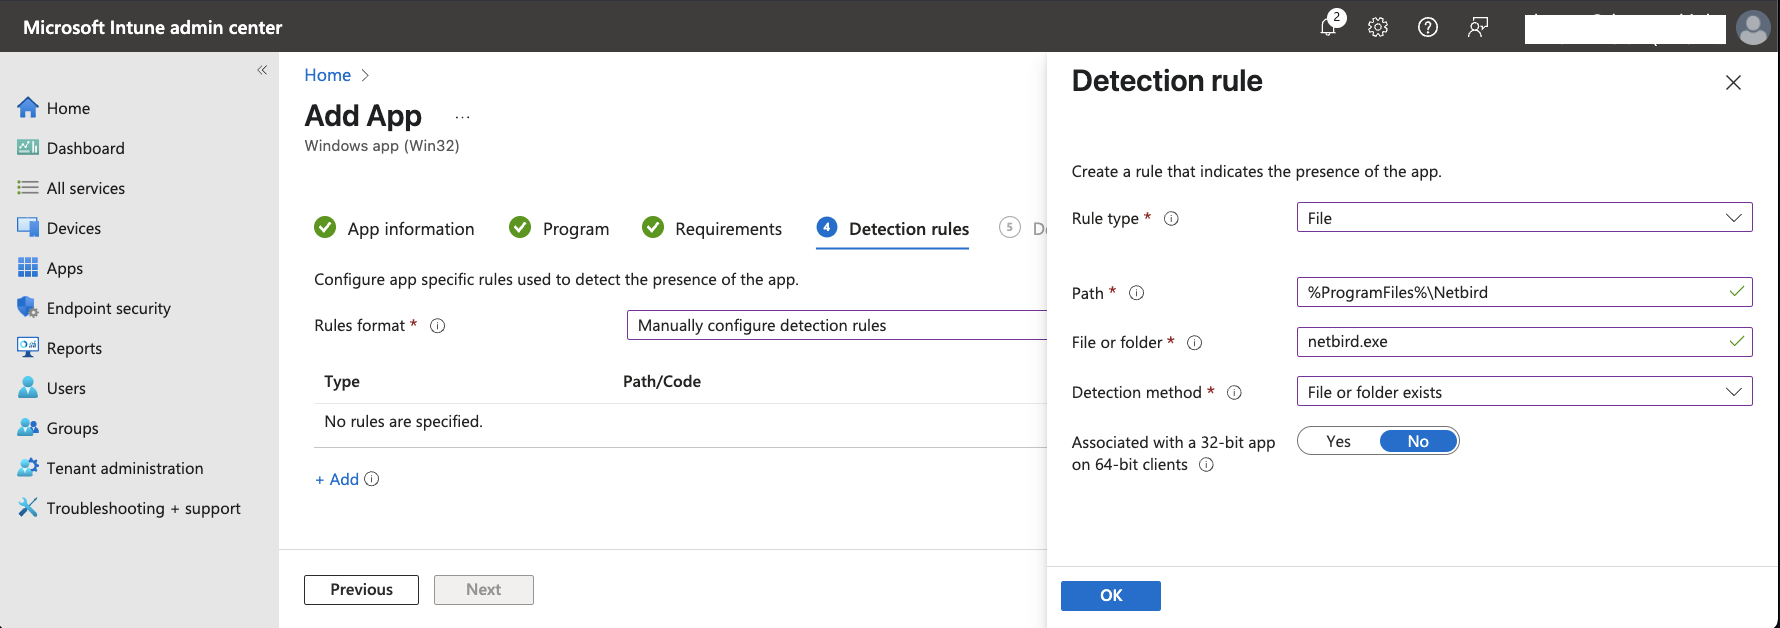 Microsoft Intune admin center
2
Home
Dashboard
All services
Devices
Apps
Endpoint security
Reports
Users
Groups
Tenant administration
Troubleshooting + support
Home
Add App ...
Windows app (Win32)
App information
Program
Requirements
4 Detection rules
5
Configure app specific rules used to detect the presence of the app.
Rules format *
Manually configure detection rules
Type Path/Code
No rules are specified.
+ Add
Previous
Next
Detection rule
Create a rule that indicates the presence of the app.
Rule type *
File
Path *
%ProgramFiles%\Netbird
File or folder *
netbird.exe
Detection method *
File or folder exists
Associated with a 32-bit app
on 64-bit clients
Yes No
OK